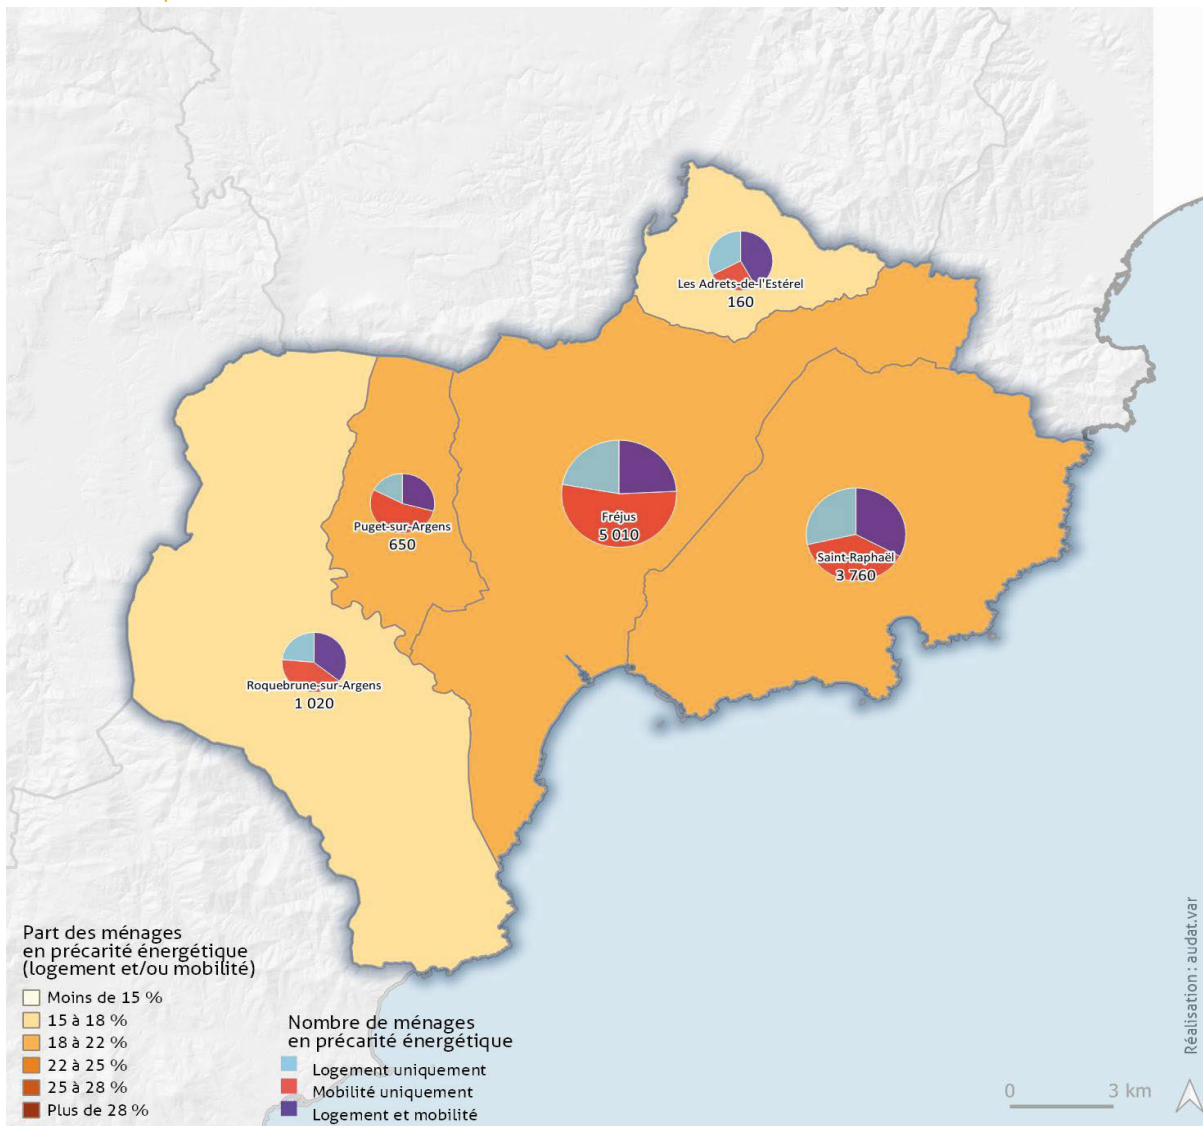 Les Adrets-de-l'Estérel
160
Fréjus
5 010
Puget-sur-Argens
650
Saint-Raphaël
3 760
Roquebrune-sur-Argens
1 020
Part des ménages
en précarité énergétique
(logement et/ou mobilité)
Moins de 15 %
15 à 18 %
18 à 22 %
22 à 25 %
25 à 28 %
Plus de 28 %
Nombre de ménages
en précarité énergétique
Logement uniquement
Mobilité uniquement
Logement et mobilité
0 3 km
Réalisation : audat.var